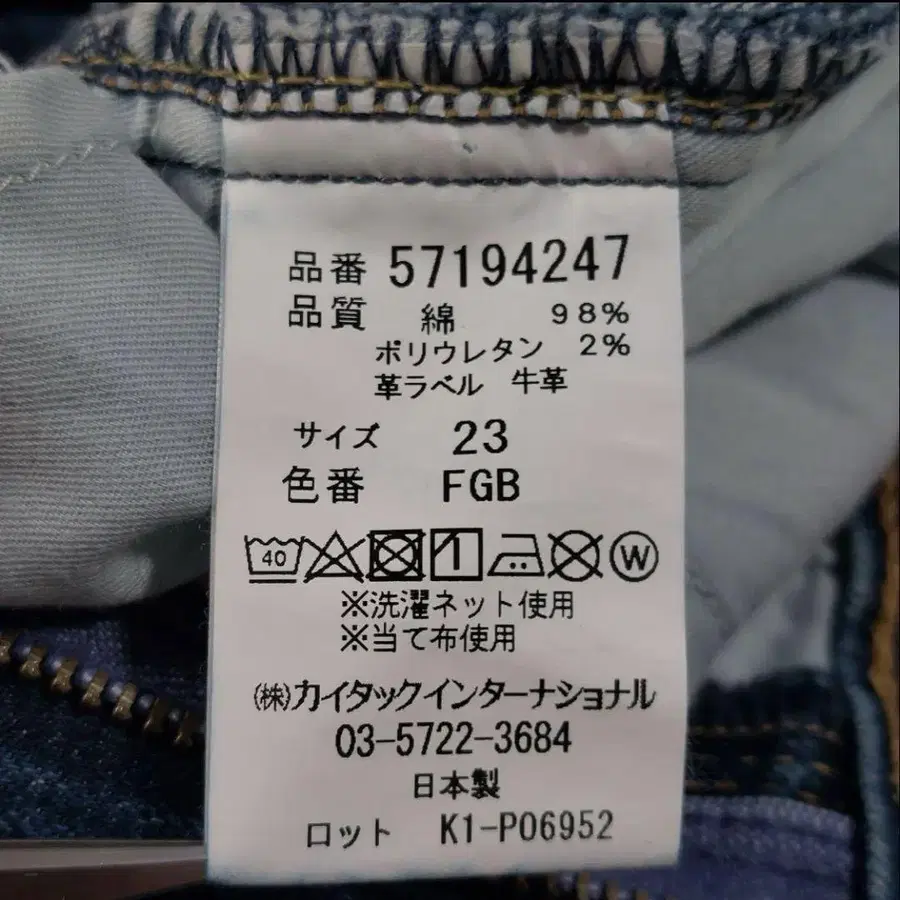 品番 57194247
品質 綿 98%
ポリウレタン 2%
革ラベル 牛革
サイズ 23
色番 FGB
40 W
※洗濯ネット使用
※当て布使用
㈱カイタックインターナショナル
03-5722-3684
日本製
ロット K1-P06952